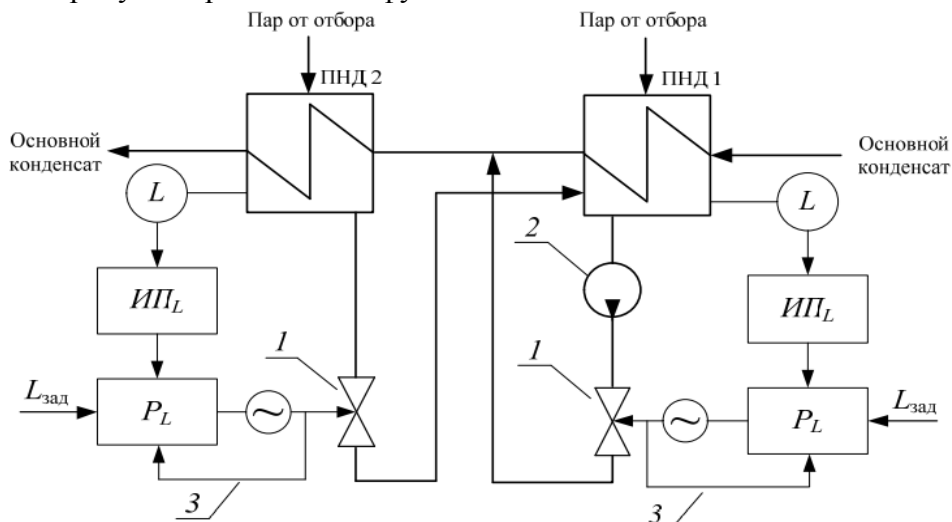 Пар от отбора
Пар от отбора
ПНД 2
ПНД 1
Основной
конденсат
Основной
конденсат
L
L
2
ИП_L
ИП_L
1
1
L_зад
P_L
~
~
P_L
L_зад
3
3